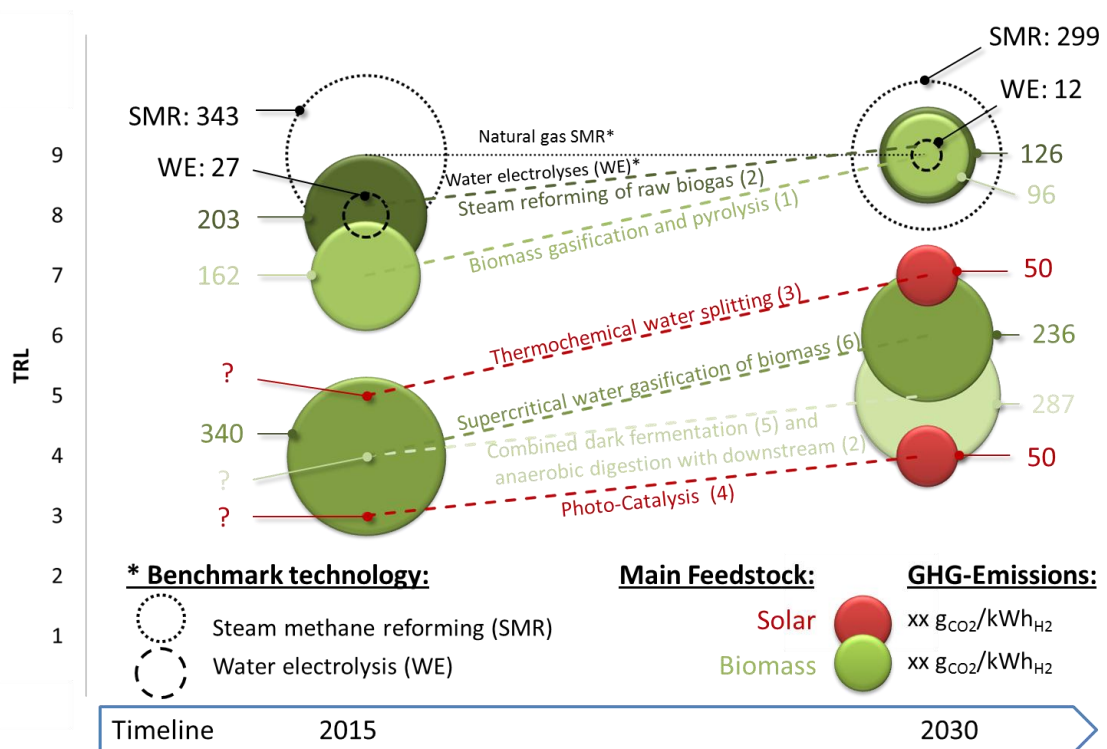 SMR: 299
WE: 12
SMR: 343
Natural gas SMR*
9
126
WE: 27
Water electrolyses (WE)*
Steam reforming of raw biogas (2)
96
8
203
Biomass gasification and pyrolysis (1)
7
162
50
Thermochemical water splitting (3)
6
236
TRL
?
Supercritical water gasification of biomass (6)
5
287
340
Combined dark fermentation (5) and
anaerobic digestion with downstream (2)
4
50
?
Photo-Catalysis (4)
3
?
2
* Benchmark technology:
Main Feedstock:
GHG-Emissions:
1
Steam methane reforming (SMR)
Solar
xx gCO2/kWhH2
Water electrolysis (WE)
Biomass
xx gCO2/kWhH2
Timeline
2015
2030